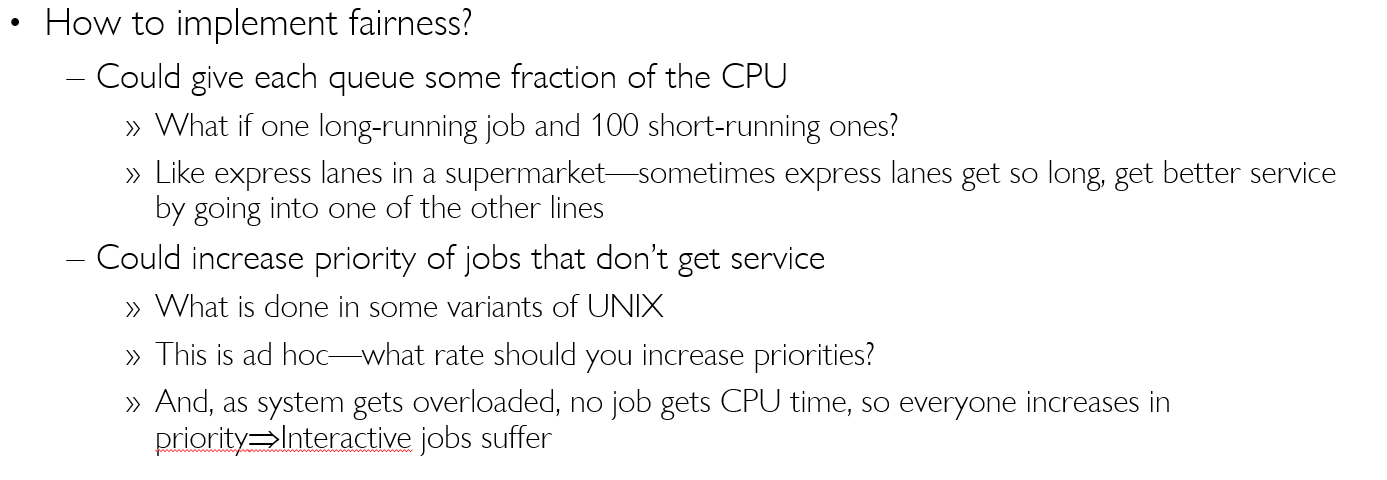 • How to implement fairness?
– Could give each queue some fraction of the CPU
» What if one long-running job and 100 short-running ones?
» Like express lanes in a supermarket—sometimes express lanes get so long, get better service
by going into one of the other lines
– Could increase priority of jobs that don’t get service
» What is done in some variants of UNIX
» This is ad hoc—what rate should you increase priorities?
» And, as system gets overloaded, no job gets CPU time, so everyone increases in
priority⇒Interactive jobs suffer